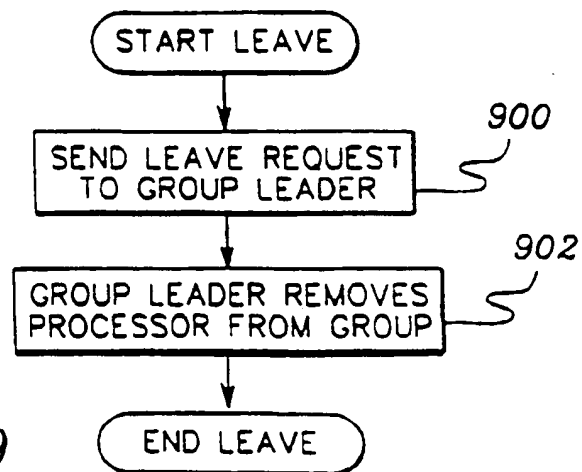 START LEAVE
900
SEND LEAVE REQUEST
TO GROUP LEADER
902
GROUP LEADER REMOVES
PROCESSOR FROM GROUP
END LEAVE